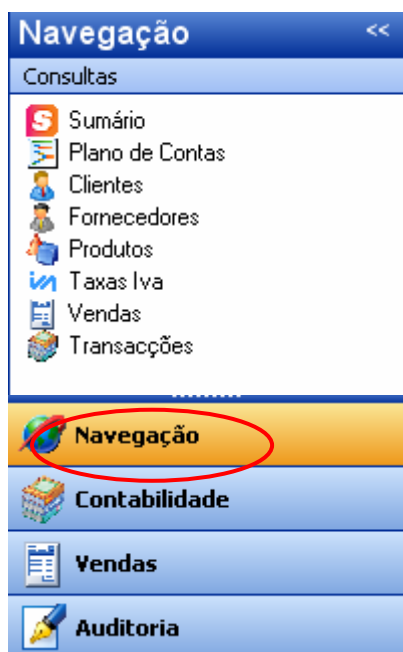 Navegação <<
Consultas
Sumário
Plano de Contas
Clientes
Fornecedores
Produtos
Taxas Iva
Vendas
Transacções
Navegação
Contabilidade
Vendas
Auditoria